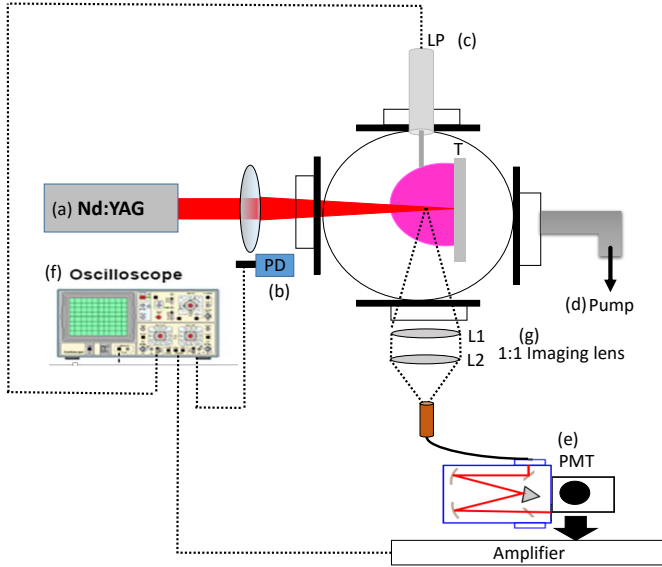 LP (c)
T
(a) Nd:YAG
PD
(b)
(f) Oscilloscope
(d) Pump
L1
(g)
1:1 Imaging lens
L2
(e)
PMT
Amplifier